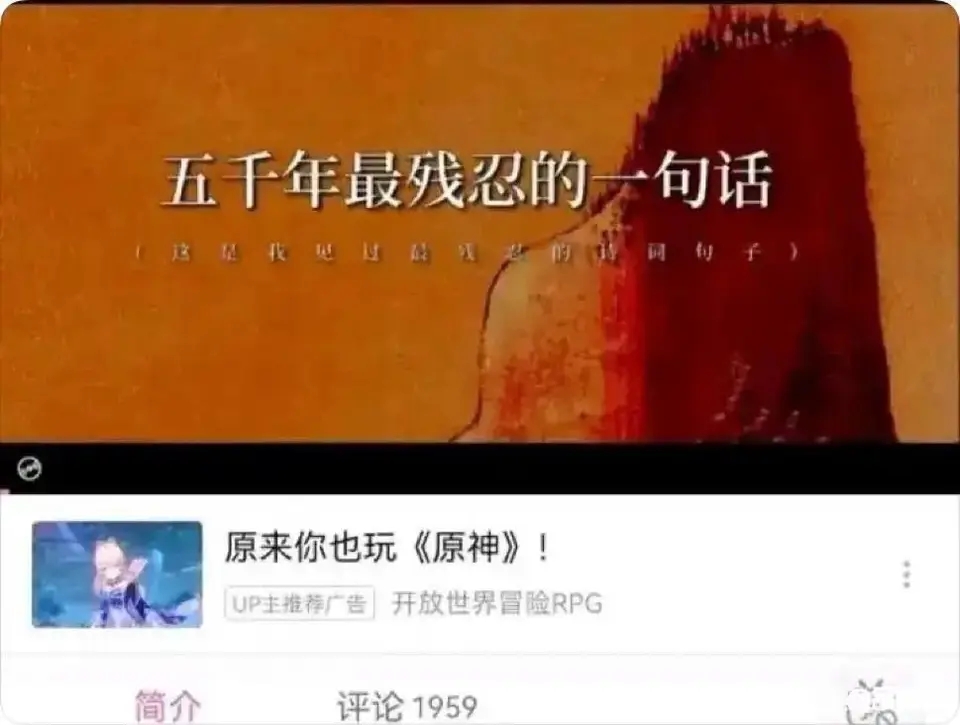 五千年最残忍的一句话
（这是我见过最残忍的诗词句子）
原来你也玩《原神》！
UP主推荐广告 开放世界冒险RPG
简介 评论 1959